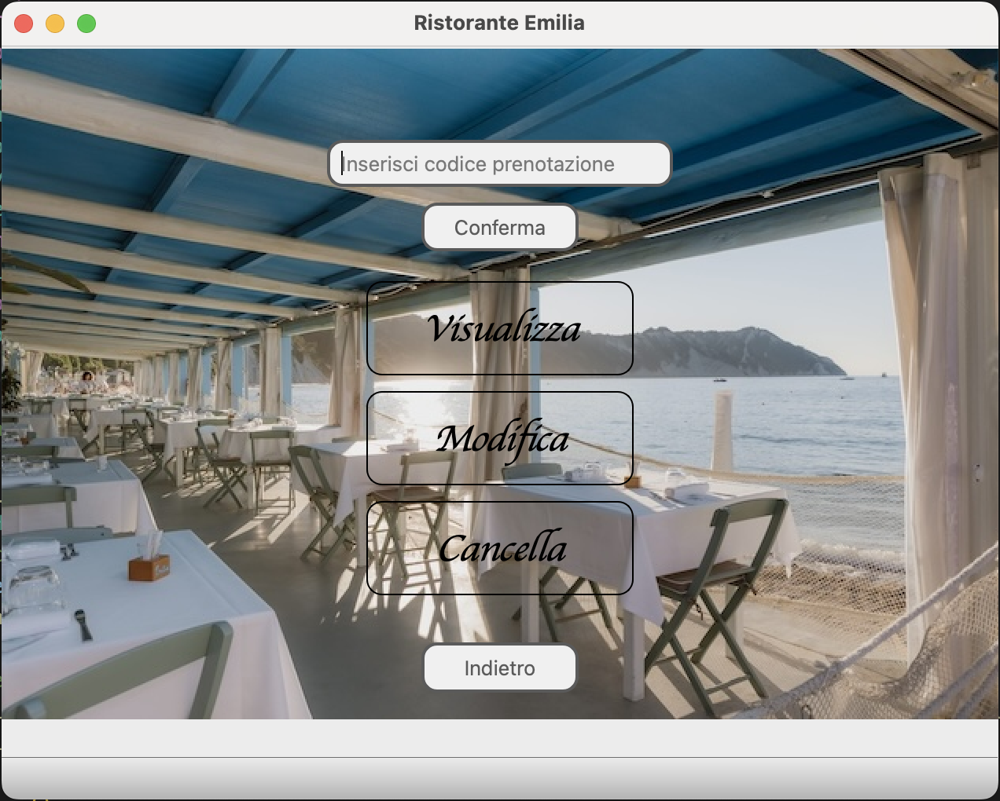 Ristorante Emilia
Inserisci codice prenotazione
Conferma
Visualizza
Modifica
Cancella
Indietro